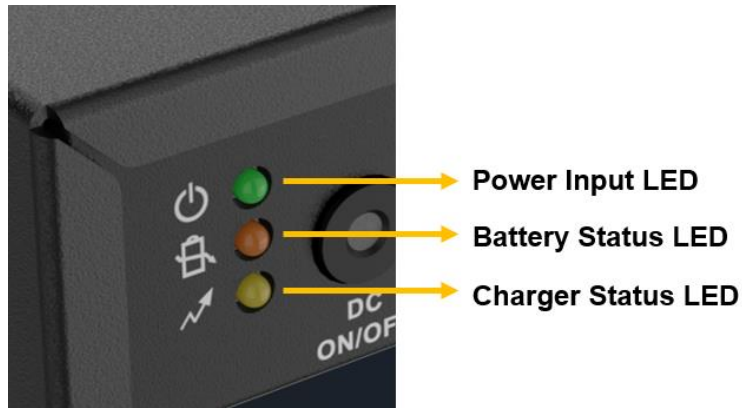 Power Input LED
Battery Status LED
Charger Status LED
DC
ON/OF